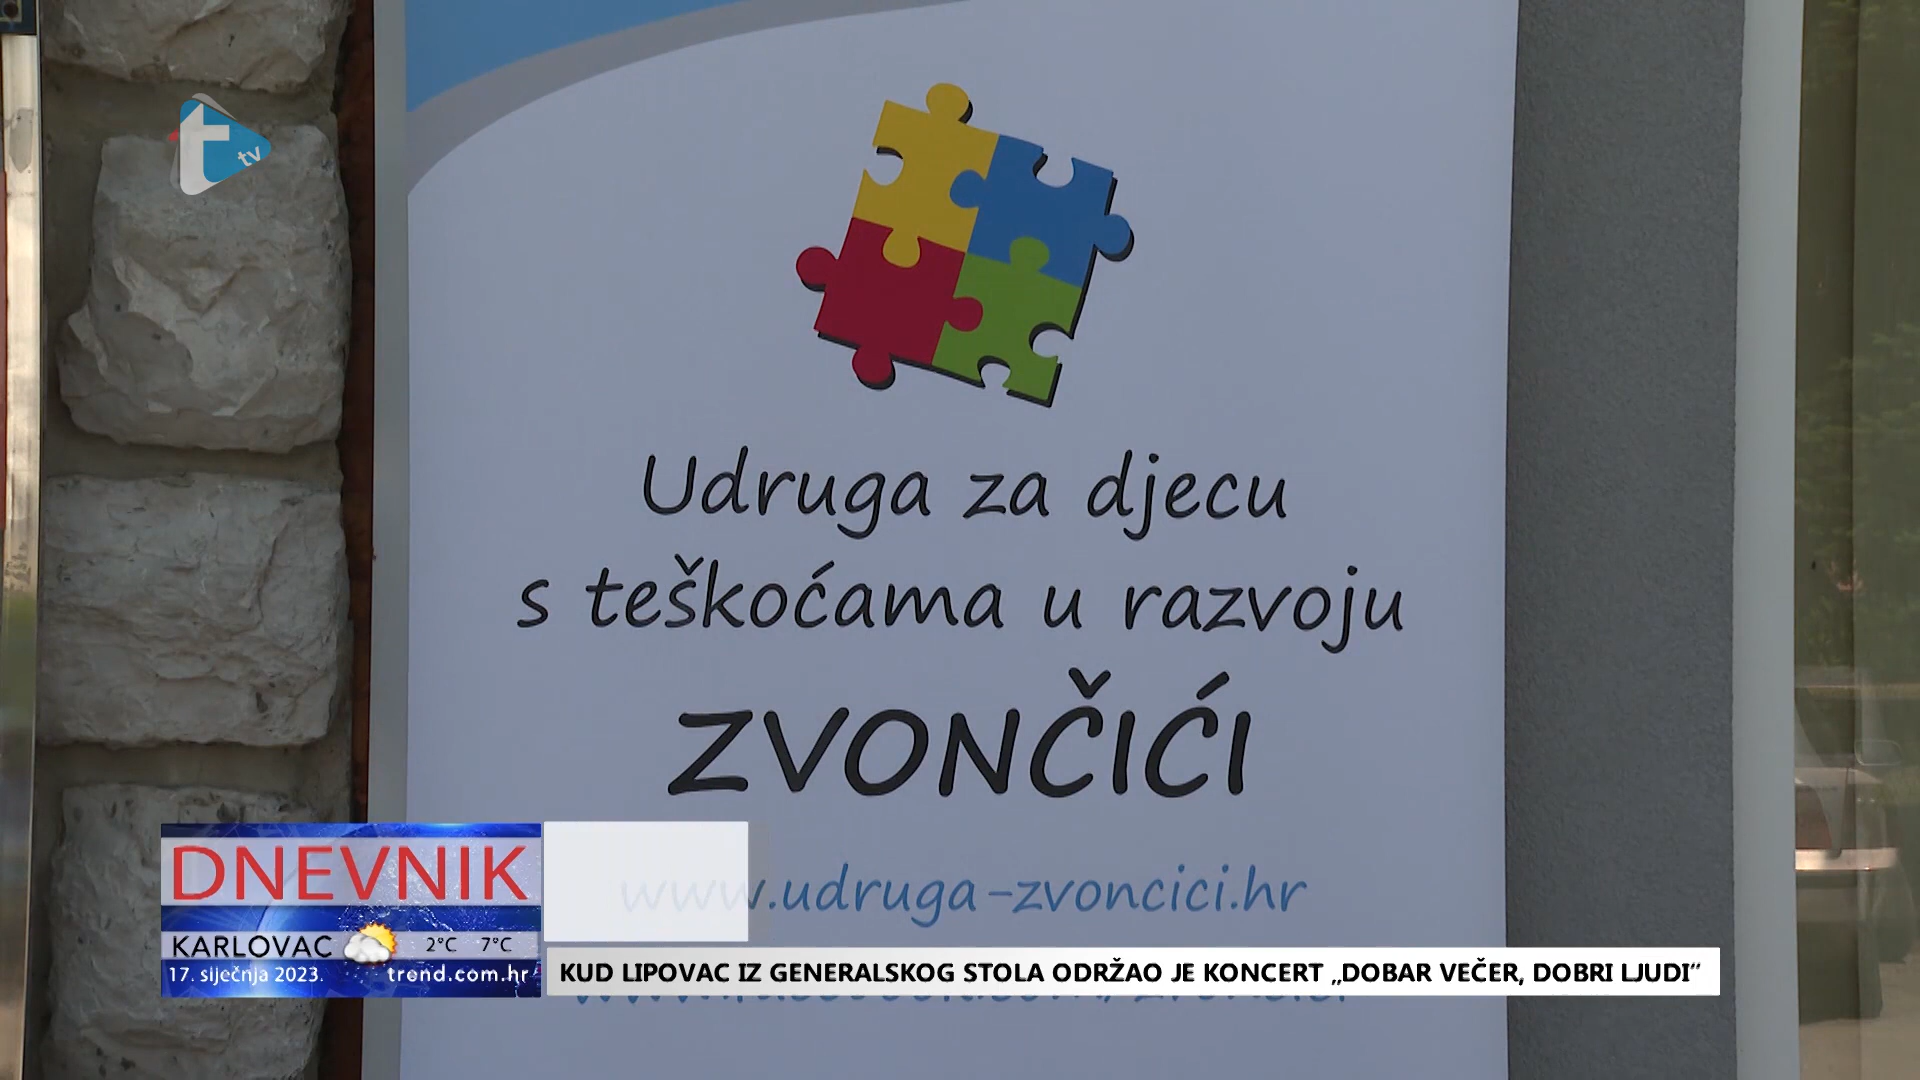 t tv
Udruga za djecu
s teškoćama u razvoju
ZVONČIĆI
www.udruga-zvoncici.hr
DNEVNIK
KARLOVAC 2°C 7°C
17. siječnja 2023. trend.com.hr
KUD LIPOVAC IZ GENERALSKOG STOLA ODRŽAO JE KONCERT „DOBAR VEČER, DOBRI LJUDI“